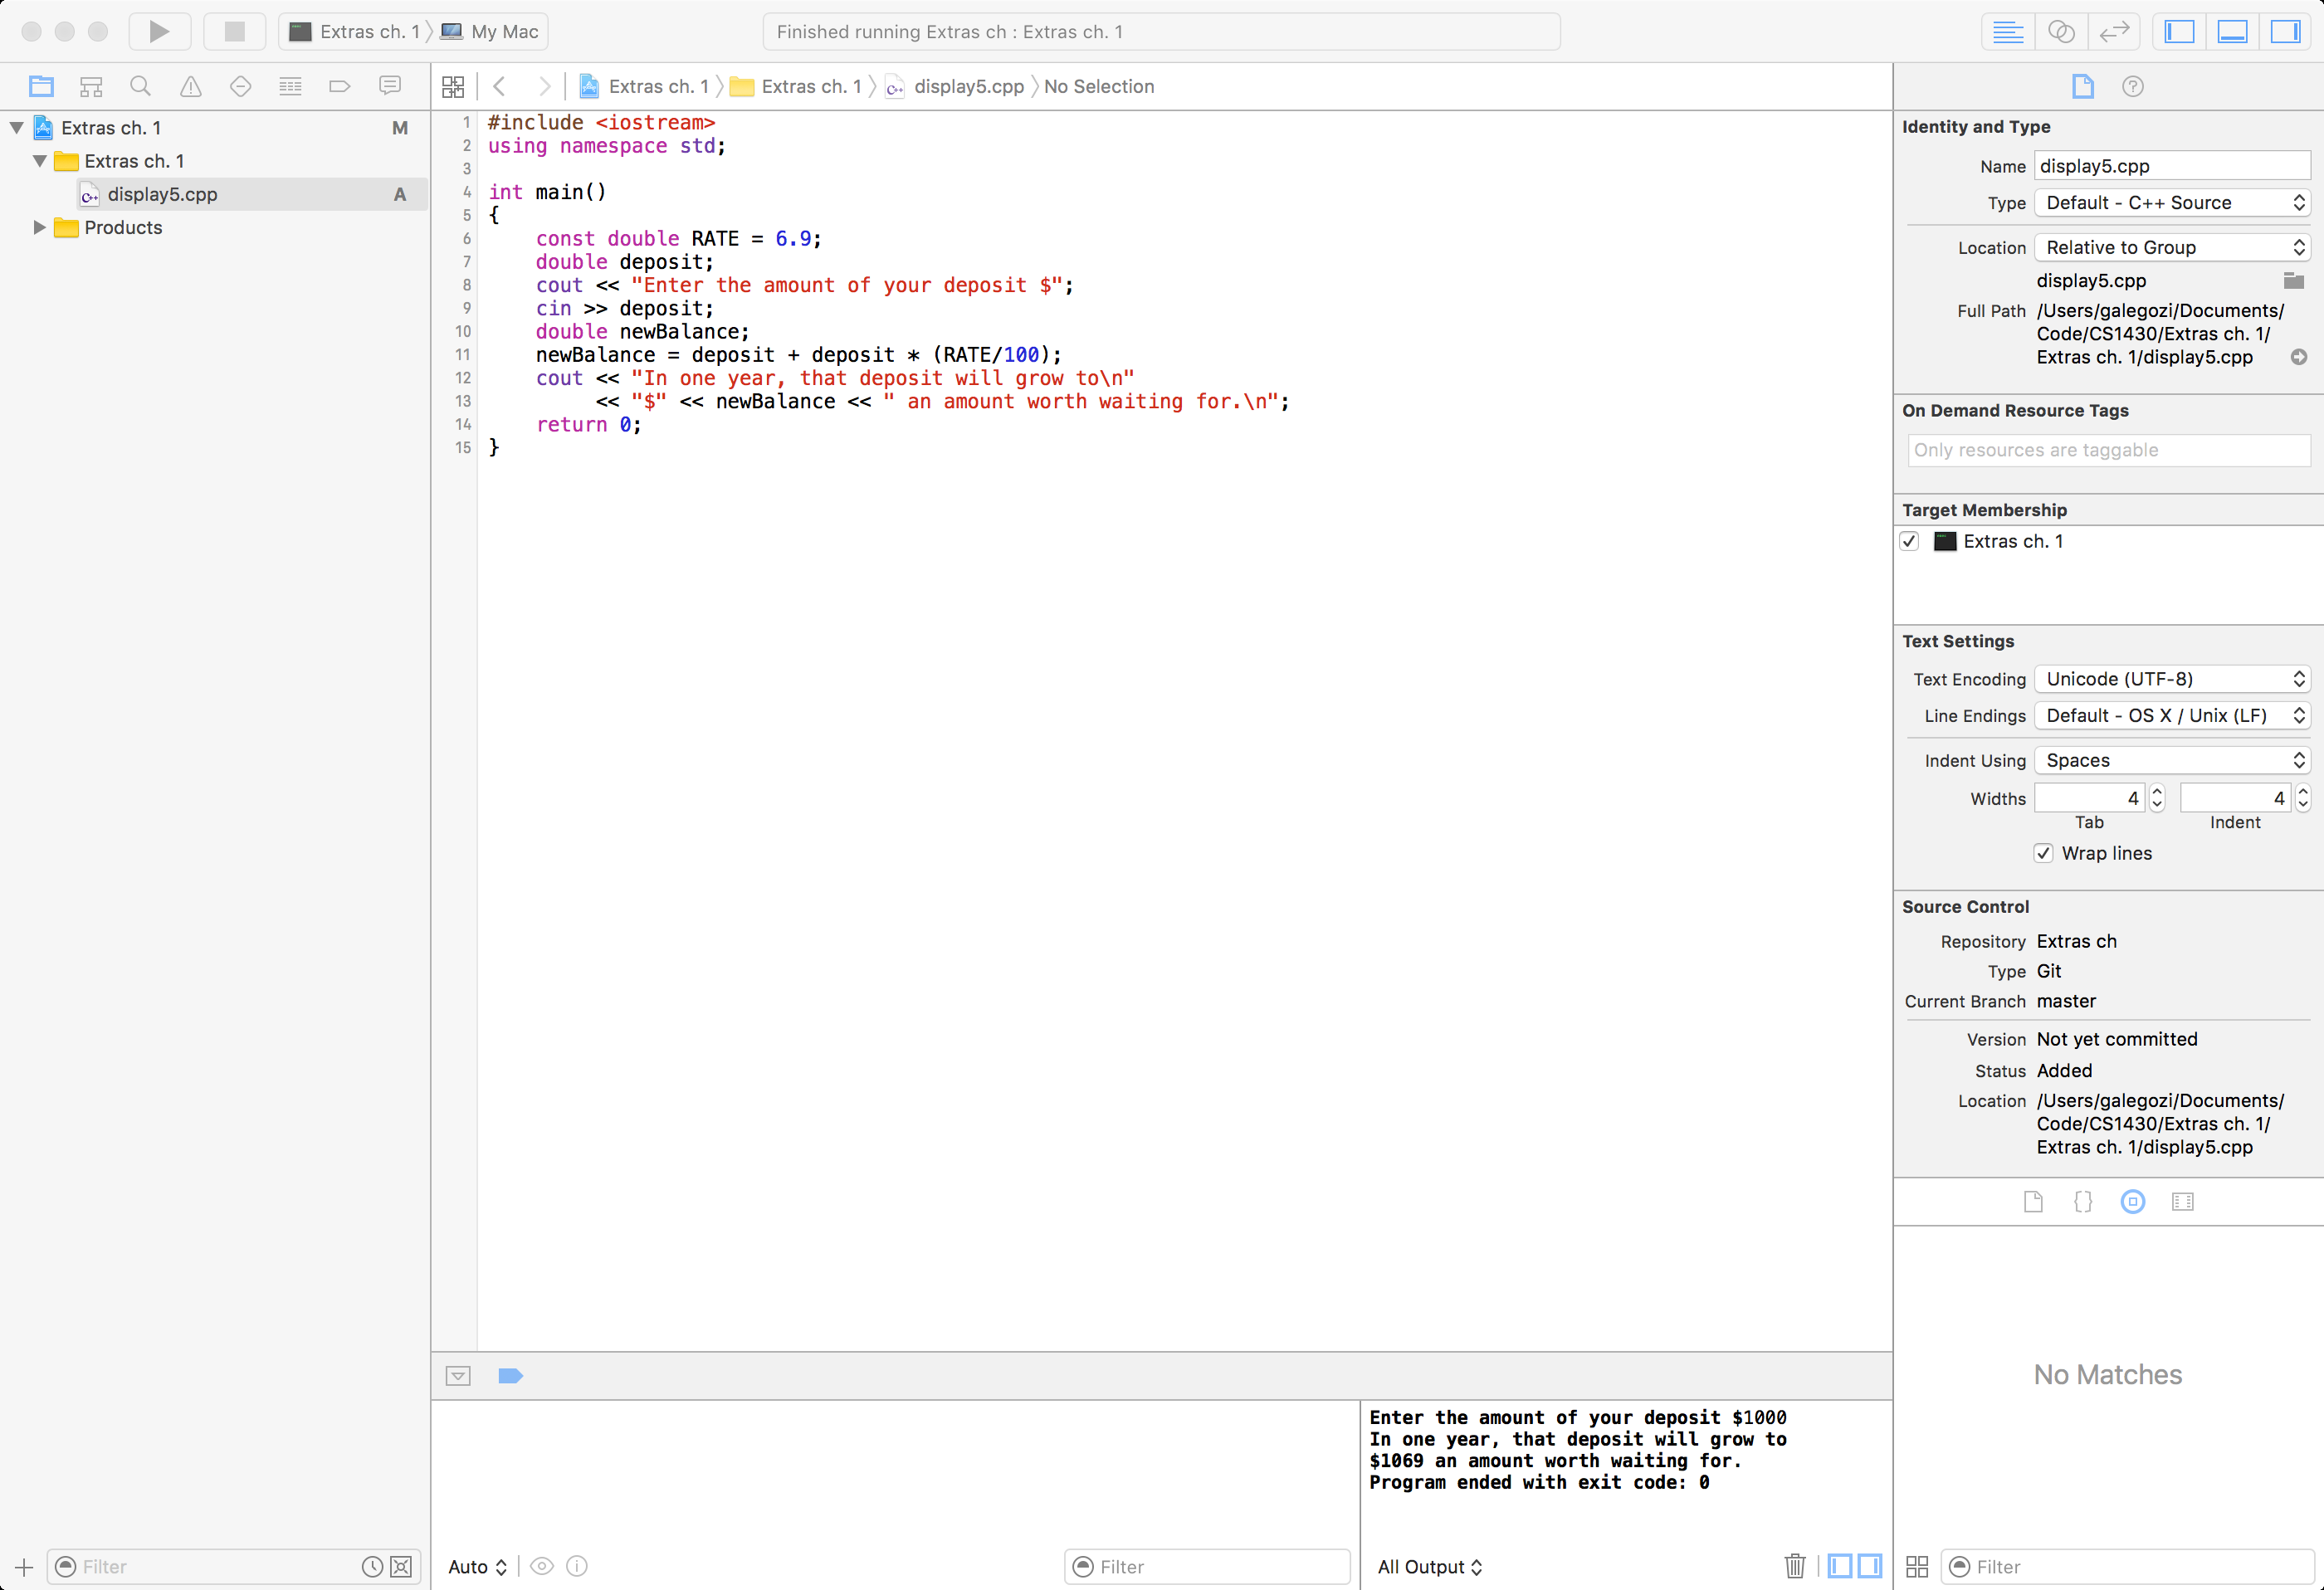 Extras ch. 1 My Mac
Finished running Extras ch : Extras ch. 1
Extras ch. 1 Extras ch. 1 display5.cpp No Selection
Extras ch. 1 M
Extras ch. 1
display5.cpp A
Products
1 #include <iostream>
2 using namespace std;
3
4 int main()
5 {
6 const double RATE = 6.9;
7 double deposit;
8 cout << "Enter the amount of your deposit $";
9 cin >> deposit;
10 double newBalance;
11 newBalance = deposit + deposit * (RATE/100);
12 cout << "In one year, that deposit will grow to\n"
13 << "$" << newBalance << " an amount worth waiting for.\n";
14 return 0;
15 }
Identity and Type
Name display5.cpp
Type Default - C++ Source
Location Relative to Group
display5.cpp
Full Path /Users/galegozi/Documents/
Code/CS1430/Extras ch. 1/
Extras ch. 1/display5.cpp
On Demand Resource Tags
Only resources are taggable
Target Membership
Extras ch. 1
Text Settings
Text Encoding Unicode (UTF-8)
Line Endings Default - OS X / Unix (LF)
Indent Using Spaces
Widths 4 4
Tab Indent
Wrap lines
Source Control
Repository Extras ch
Type Git
Current Branch master
Version Not yet committed
Status Added
Location /Users/galegozi/Documents/
Code/CS1430/Extras ch. 1/
Extras ch. 1/display5.cpp
{}
No Matches
Enter the amount of your deposit $1000
In one year, that deposit will grow to
$1069 an amount worth waiting for.
Program ended with exit code: 0
Filter
Auto
Filter
All Output
Filter